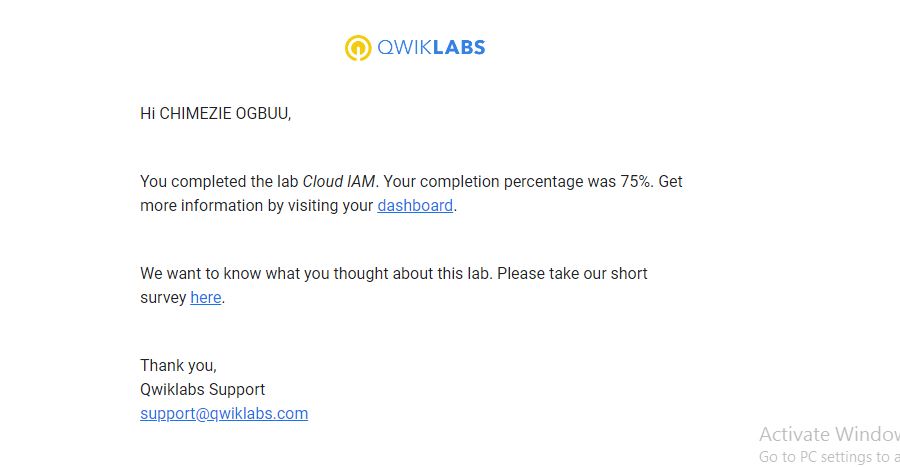 QWIKLABS
Hi CHIMEZIE OGBUU,
You completed the lab Cloud IAM. Your completion percentage was 75%. Get
more information by visiting your dashboard.
We want to know what you thought about this lab. Please take our short
survey here.
Thank you,
Qwiklabs Support
support@qwiklabs.com
Activate Windo
Go to PC settings to a